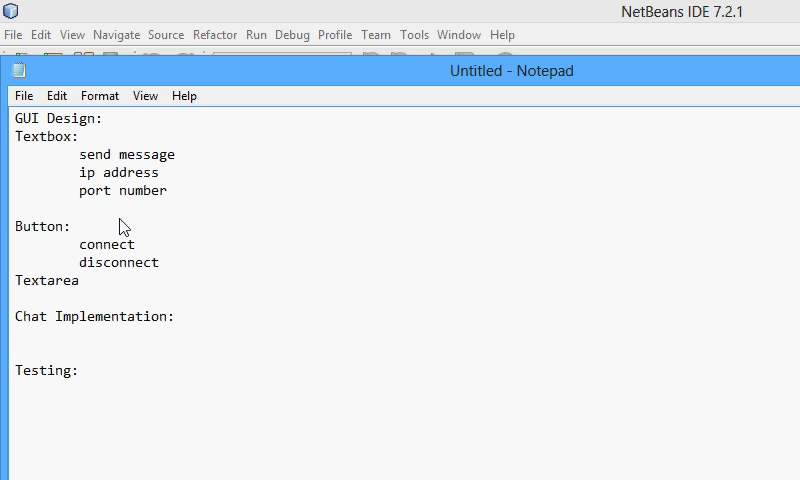 NetBeans IDE 7.2.1
File Edit View Navigate Source Refactor Run Debug Profile Team Tools Window Help
Untitled - Notepad
File Edit Format View Help
GUI Design:
Textbox:
send message
ip address
port number
Button:
connect
disconnect
Textarea
Chat Implementation:
Testing: